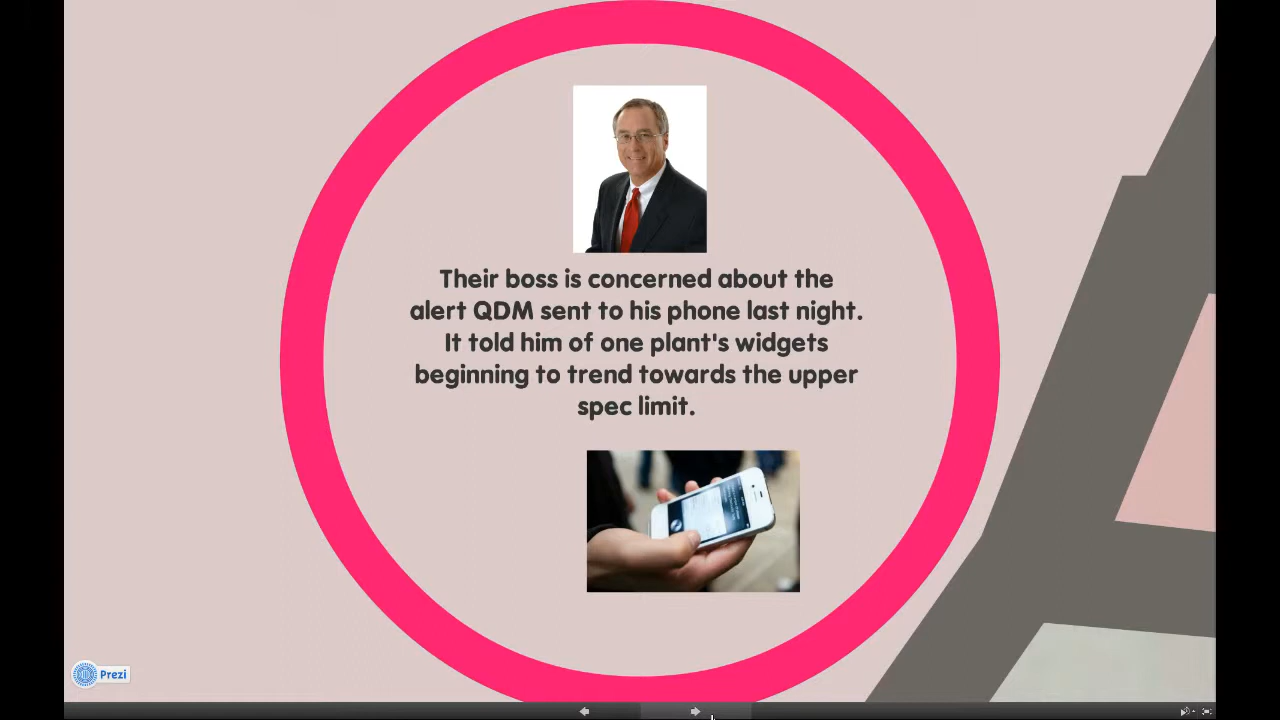 Their boss is concerned about the
alert QDM sent to his phone last night.
It told him of one plant's widgets
beginning to trend towards the upper
spec limit.
Prezi